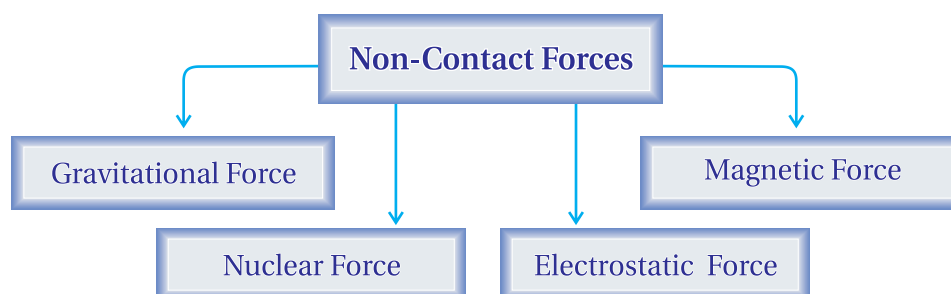 Non-Contact Forces
Gravitational Force
Magnetic Force
Nuclear Force
Electrostatic Force